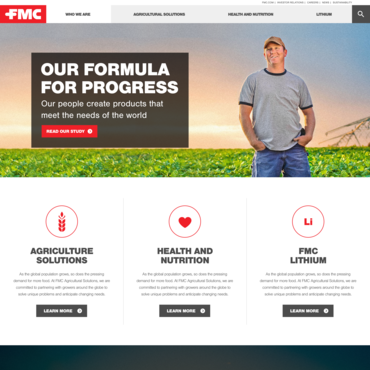 FMC
FMC.COM | INVESTOR RELATIONS | CAREERS | NEWS | SUSTAINABILITY
WHO WE ARE
AGRICULTURAL SOLUTIONS
HEALTH AND NUTRITION
LITHIUM
OUR FORMULA
FOR PROGRESS
Our people create products that
meet the needs of the world
READ OUR STUDY
AGRICULTURE
SOLUTIONS
As the global population grows, so does the pressing
demand for more food. At FMC Agricultural Solutions, we are
committed to partnering with growers around the globe to
solve unique problems and anticipate changing needs.
LEARN MORE
HEALTH AND
NUTRITION
As the global population grows, so does the pressing
demand for more food. At FMC Agricultural Solutions, we are
committed to partnering with growers around the globe to
solve unique problems and anticipate changing needs.
LEARN MORE
Li
FMC
LITHIUM
As the global population grows, so does the pressing
demand for more food. At FMC Agricultural Solutions, we are
committed to partnering with growers around the globe to
solve unique problems and anticipate changing needs.
LEARN MORE